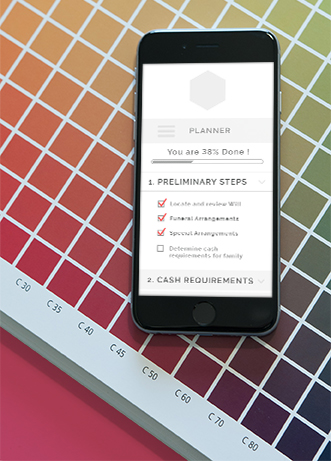 PLANNER
You are 38% Done !
1. PRELIMINARY STEPS
Locate and review Will
Funeral Arrangements
Special Arrangements
Determine cash
requirements for family
2. CASH REQUIREMENTS
C 30
C 35
C 40
C 45
C 50
C 60
C 70
C 80